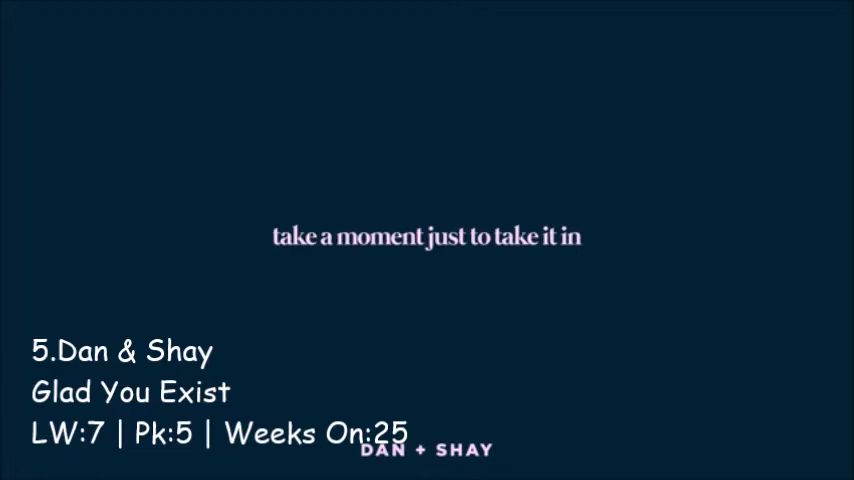 take a moment just to take it in
5.Dan & Shay
Glad You Exist
LW:7 | Pk:5 | Weeks On:25
DAN + SHAY